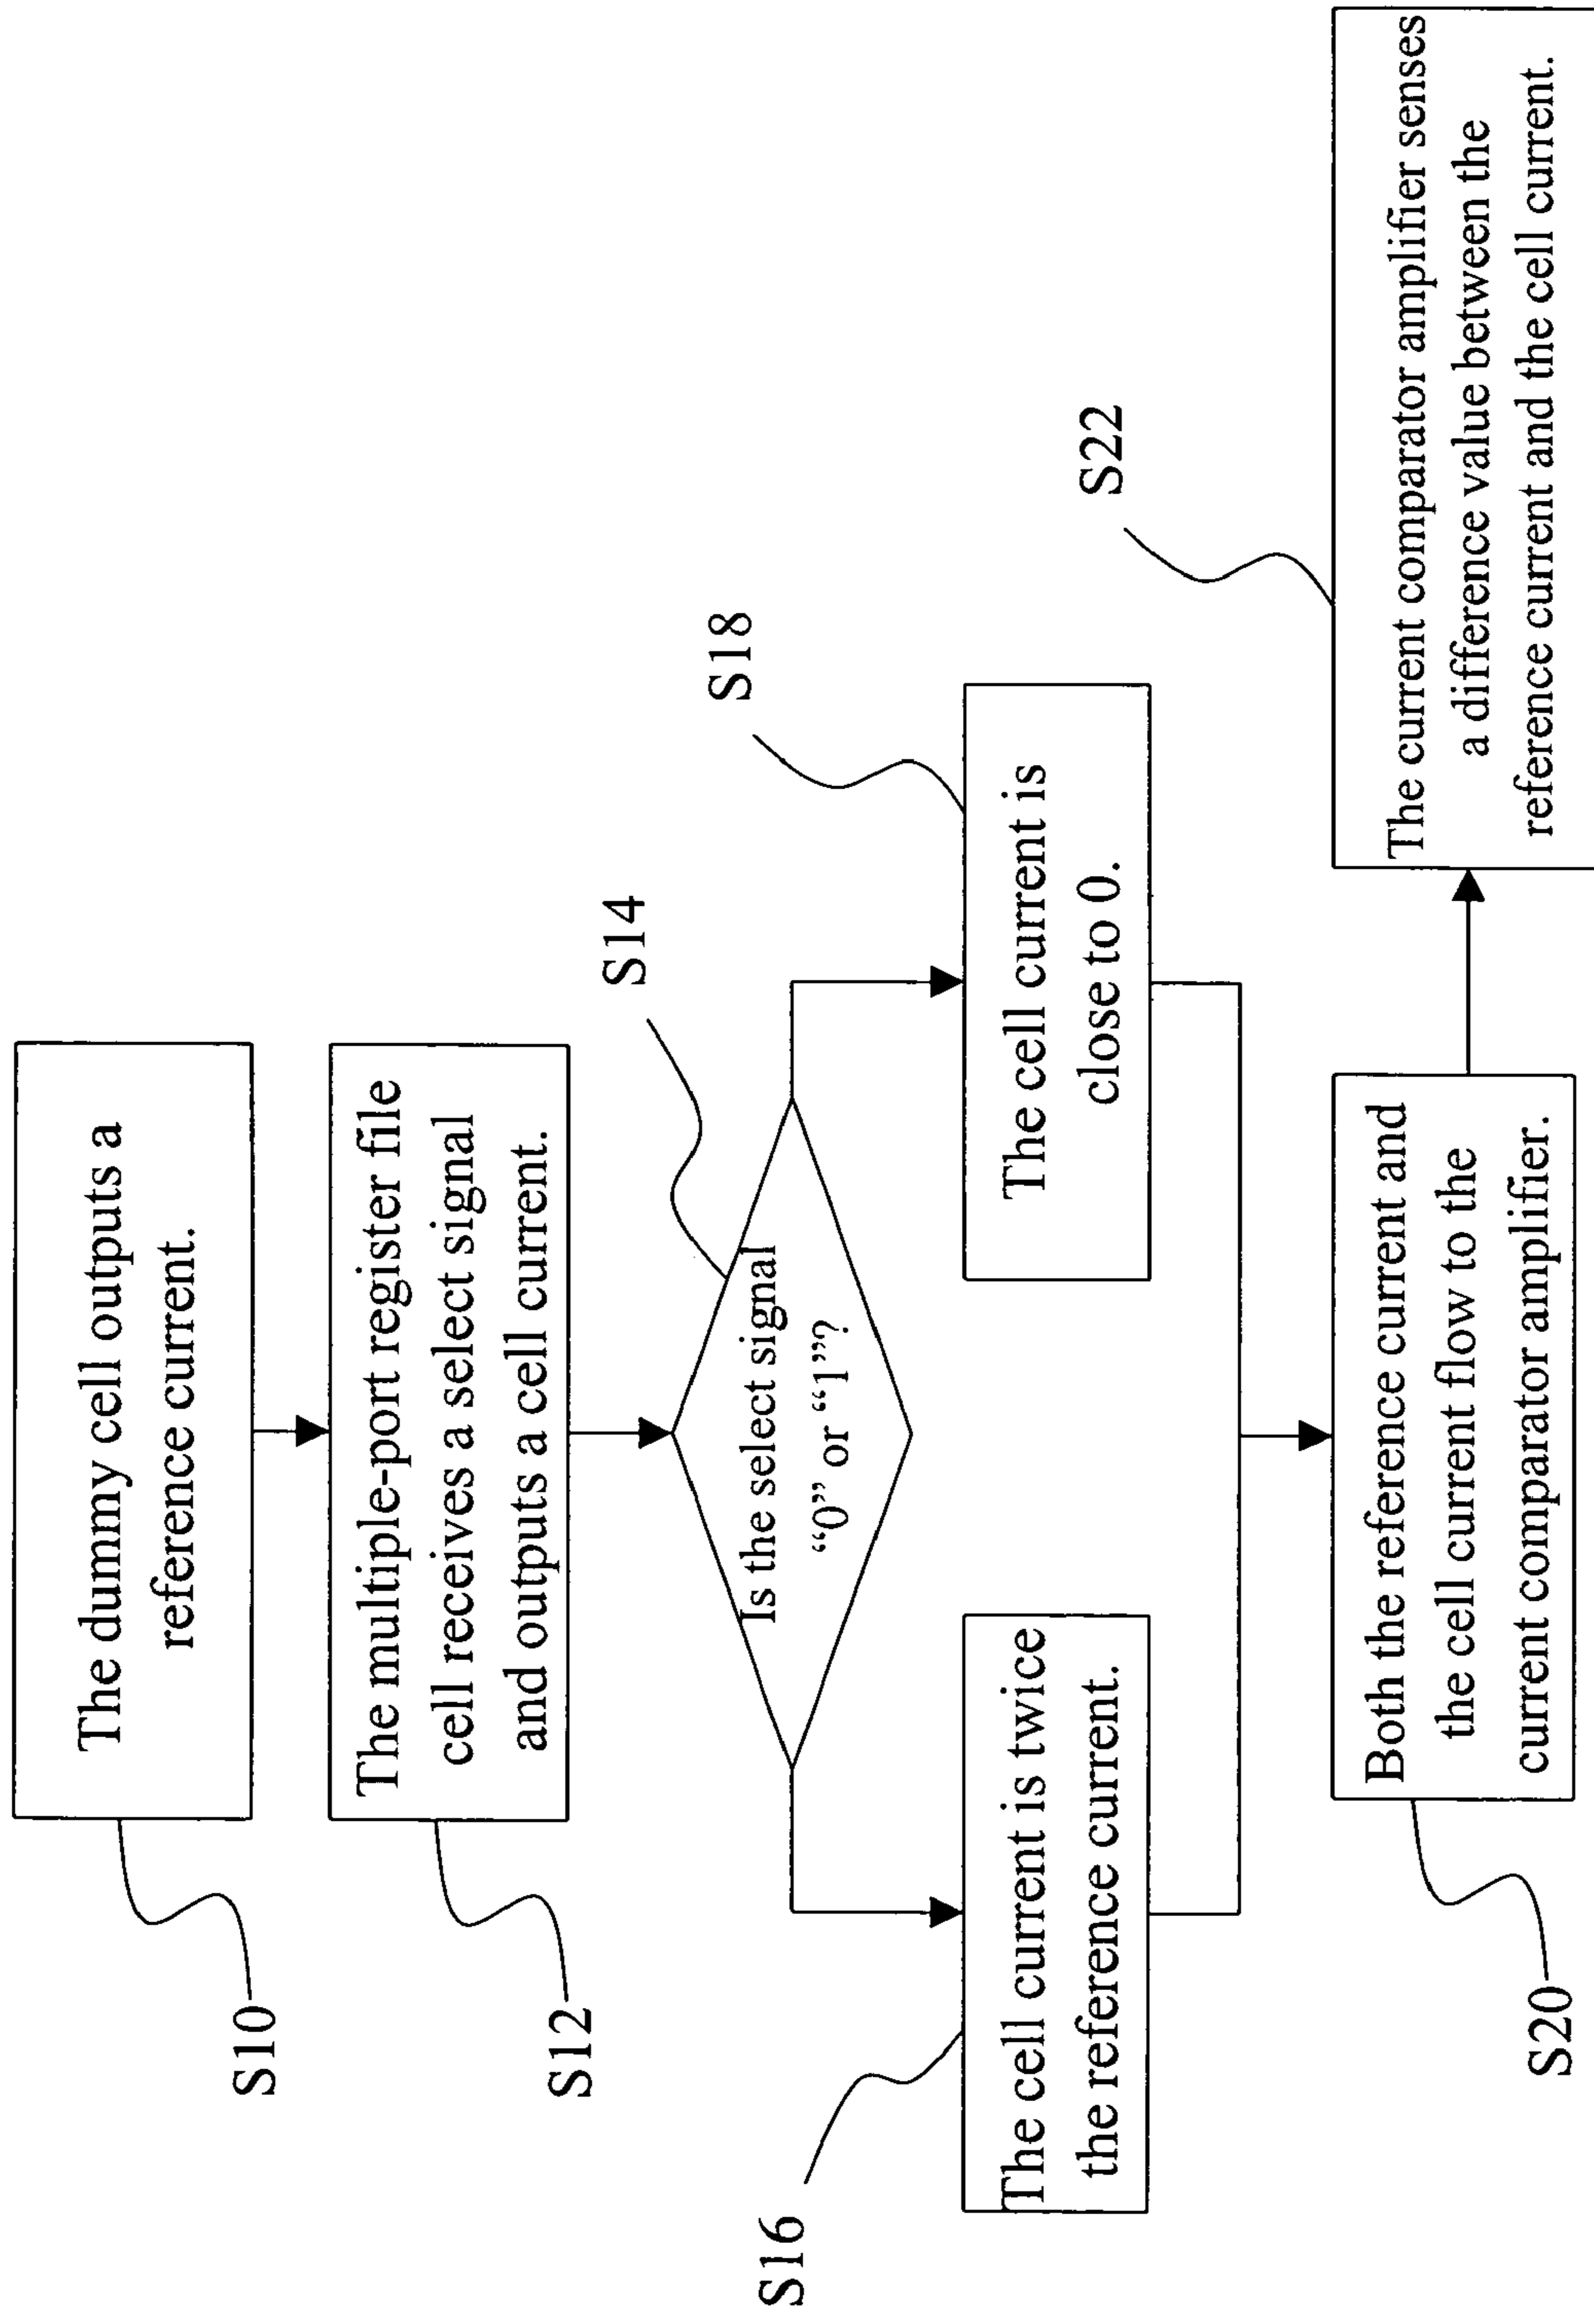 The dummy cell outputs a
reference current.
S10
The multiple-port register file
cell receives a select signal
and outputs a cell current.
S12
S14
Is the select signal
“0” or “1”?
S16
The cell current is twice
the reference current.
S18
The cell current is
close to 0.
Both the reference current and
the cell current flow to the
current comparator amplifier.
S20
S22
The current comparator amplifier senses
a difference value between the
reference current and the cell current.